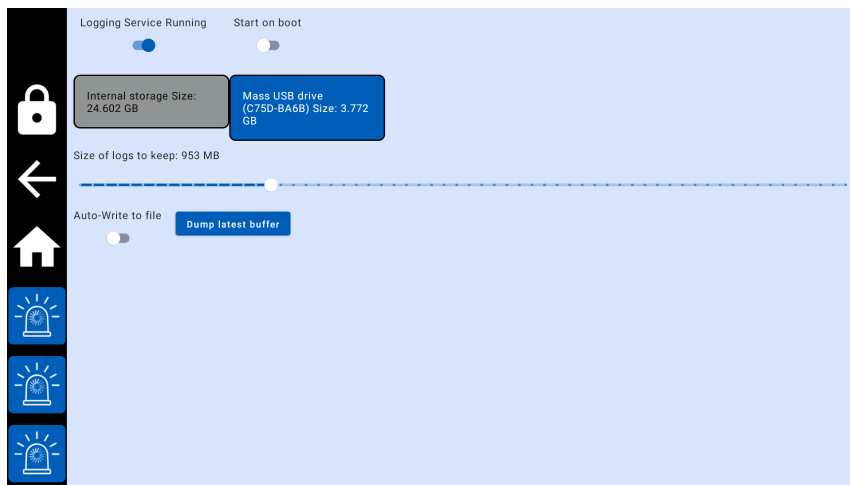 Logging Service Running
Start on boot
Internal storage Size:
24.602 GB
Mass USB drive
(C75D-BA6B) Size: 3.772
GB
Size of logs to keep: 953 MB
Auto-Write to file
Dump latest buffer